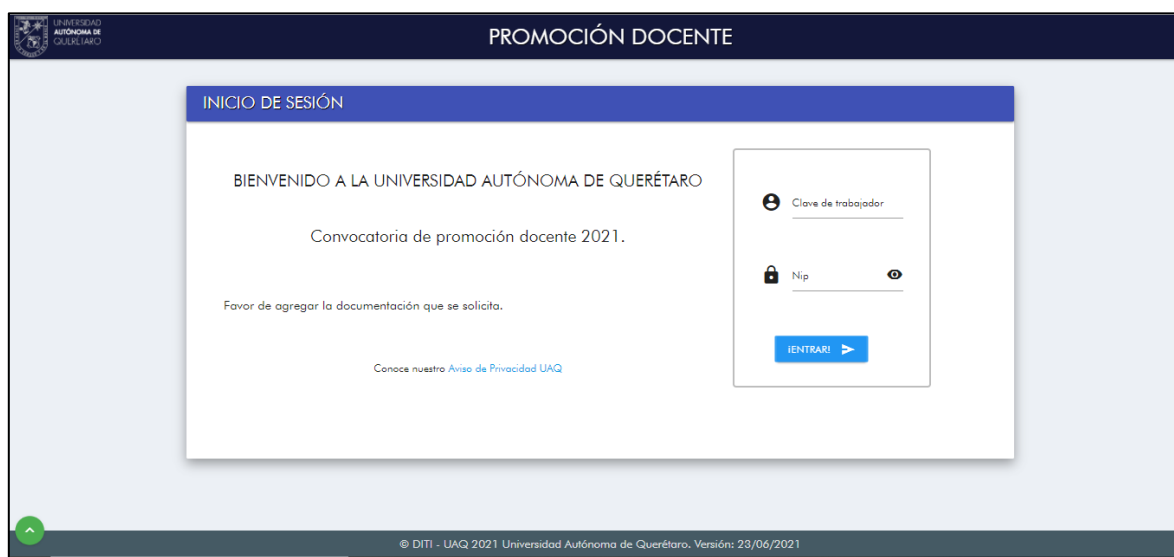 UNIVERSIDAD
AUTÓNOMA DE
QUERÉTARO
PROMOCIÓN DOCENTE
INICIO DE SESIÓN
BIENVENIDO A LA UNIVERSIDAD AUTÓNOMA DE QUERÉTARO
Convocatoria de promoción docente 2021.
Favor de agregar la documentación que se solicita.
Conoce nuestro Aviso de Privacidad UAQ
Clave de trabajador
Nip
¡ENTRAR!
© DITI - UAQ 2021 Universidad Autónoma de Querétaro. Versión: 23/06/2021